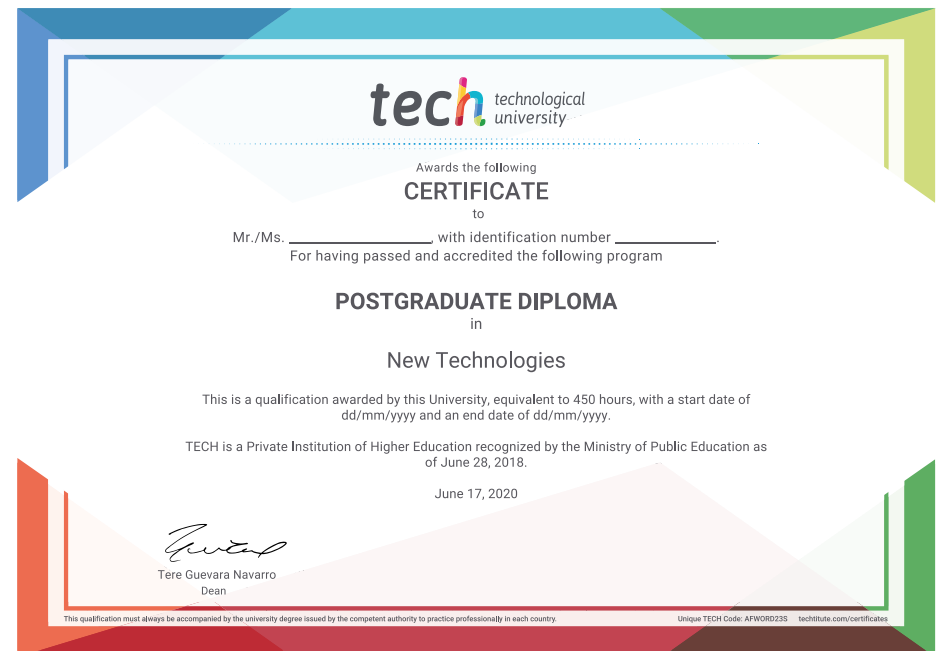 tech technological
university
Awards the following
CERTIFICATE
to
Mr./Ms. ____________________, with identification number ______________.
For having passed and accredited the following program
POSTGRADUATE DIPLOMA
in
New Technologies
This is a qualification awarded by this University, equivalent to 450 hours, with a start date of
dd/mm/yyyy and an end date of dd/mm/yyyy.
TECH is a Private Institution of Higher Education recognized by the Ministry of Public Education as
of June 28, 2018.
June 17, 2020
Tere Guevara Navarro
Dean
This qualification must always be accompanied by the university degree issued by the competent authority to practice professionally in each country.
Unique TECH Code: AFWORD23S techtitute.com/certificates